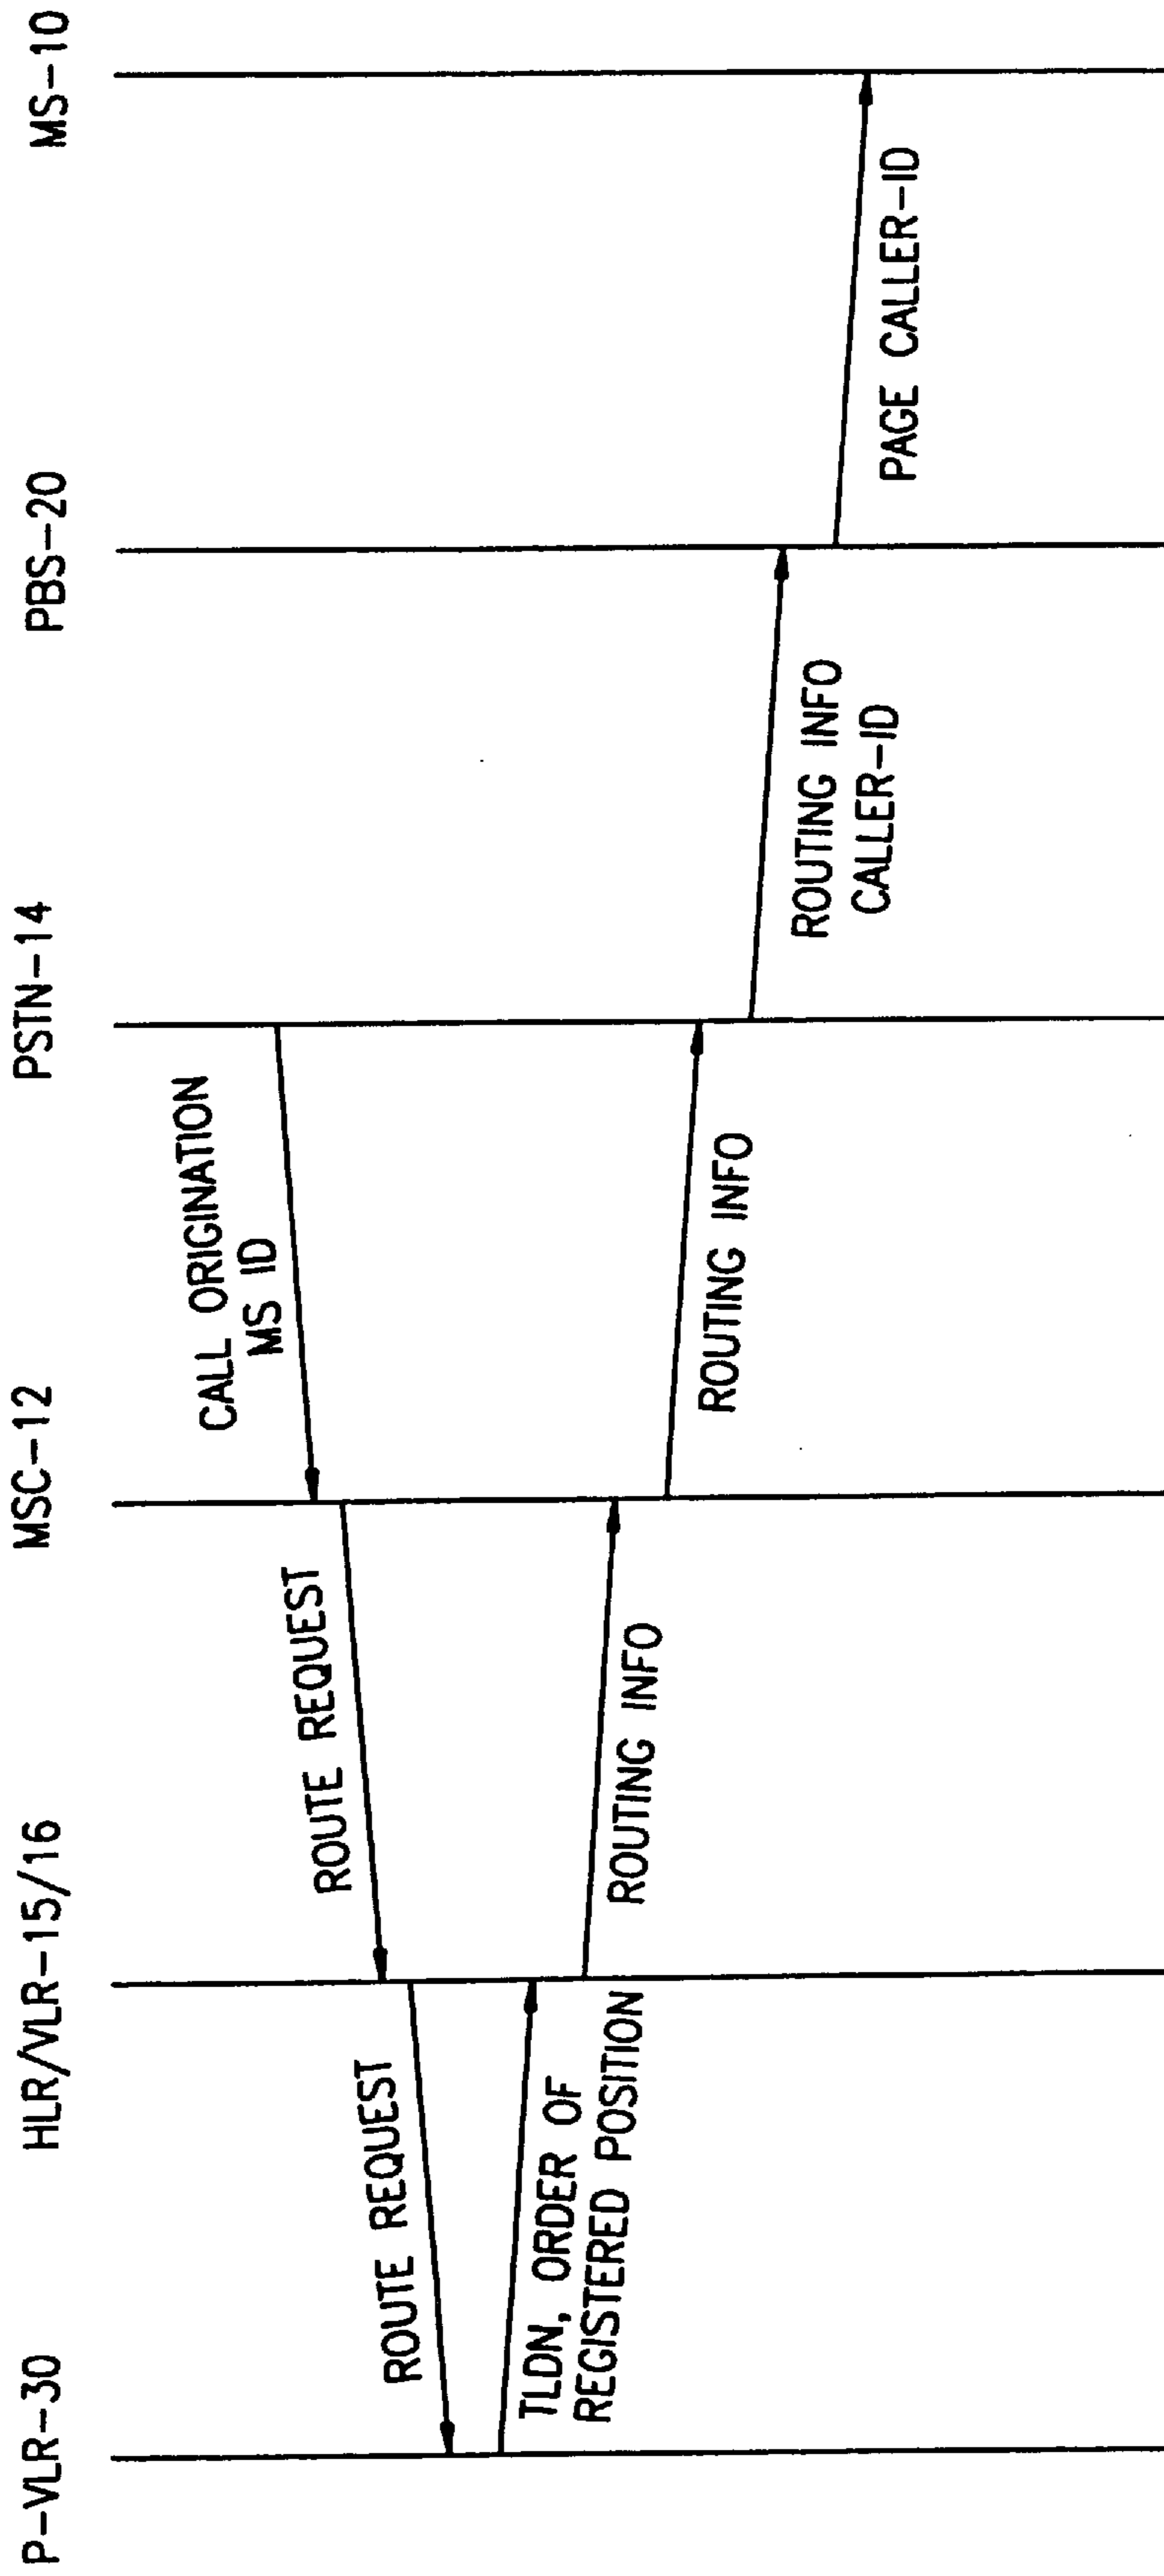 P-VLR-30
HLR/VLR-15/16
MSC-12
PSTN-14
PBS-20
MS-10
CALL ORIGINATION
MS ID
ROUTE REQUEST
ROUTE REQUEST
TLDN, ORDER OF
REGISTERED POSITION
ROUTING INFO
ROUTING INFO
ROUTING INFO
CALLER-ID
PAGE CALLER-ID